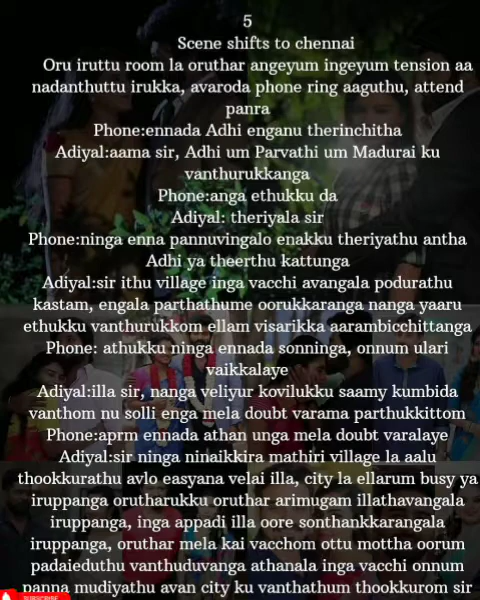 5
Scene shifts to chennai
Oru iruttu room la oruthar angeyum ingeyum tension aa
nadanthuttu irukka, avaroda phone ring aaguthu, attend
panra
Phone:ennada Adhi enganu therinchitha
Adiyal:aama sir, Adhi um Parvathi um Madurai ku
vanthurukkanga
Phone:anga ethukku da
Adiyal: theriyala sir
Phone:ninga enna pannuvingalo enakku theriyathu antha
Adhi ya theerthu kattunga
Adiyal:sir ithu village inga vacchi avangala podurathu
kastam, engala parthathume oorukkaranga nanga yaaru
ethukku vanthurukkom ellam visarikka aarambicchittanga
Phone: athukku ninga ennada sonninga, onnum ulari
vaikkalaye
Adiyal:illa sir, nanga veliyur kovilukku saamy kumbida
vanthom nu solli enga mela doubt varama parthukkittom
Phone:aprm ennada athan unga mela doubt varalaye
Adiyal:sir ninga ninaikkira mathiri village la aalu
thookkurathu avlo easyana velai illa, city la ellarum busy ya
iruppanga orutharukku oruthar arimugam illathavangala
iruppanga, inga appadi illa oore sonthankkarangala
iruppanga, oruthar mela kai vacchom ottu mottha oorum
padaieduthu vanthuduvanga athanala inga vacchi onnum
panna mudiyathu avan city ku vanthathum thookkurom sir
SUBSCRIBE